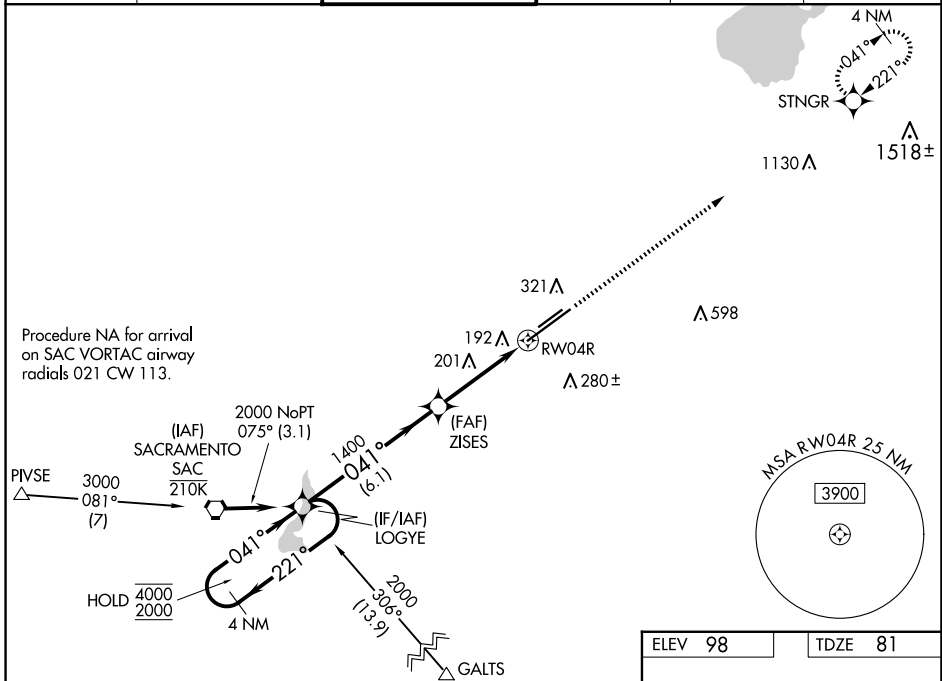 4 NM
041°
221°
STNGR
1518±
1130
321
598
192
RW04R
201
280±
Procedure NA for arrival
on SAC VORTAC airway
radials 021 CW 113.
(FAF)
ZISES
2000 NoPT
075° (3.1)
(IAF)
SACRAMENTO
SAC
210K
1400
041°
(6.1)
MSA RW04R 25 NM
3900
PIVSE
3000
081°
(7)
(IF/IAF)
LOGYE
041°
221°
HOLD 4000
2000
4 NM
2000
306°
(13.9)
GALTS
ELEV 98
TDZE 81